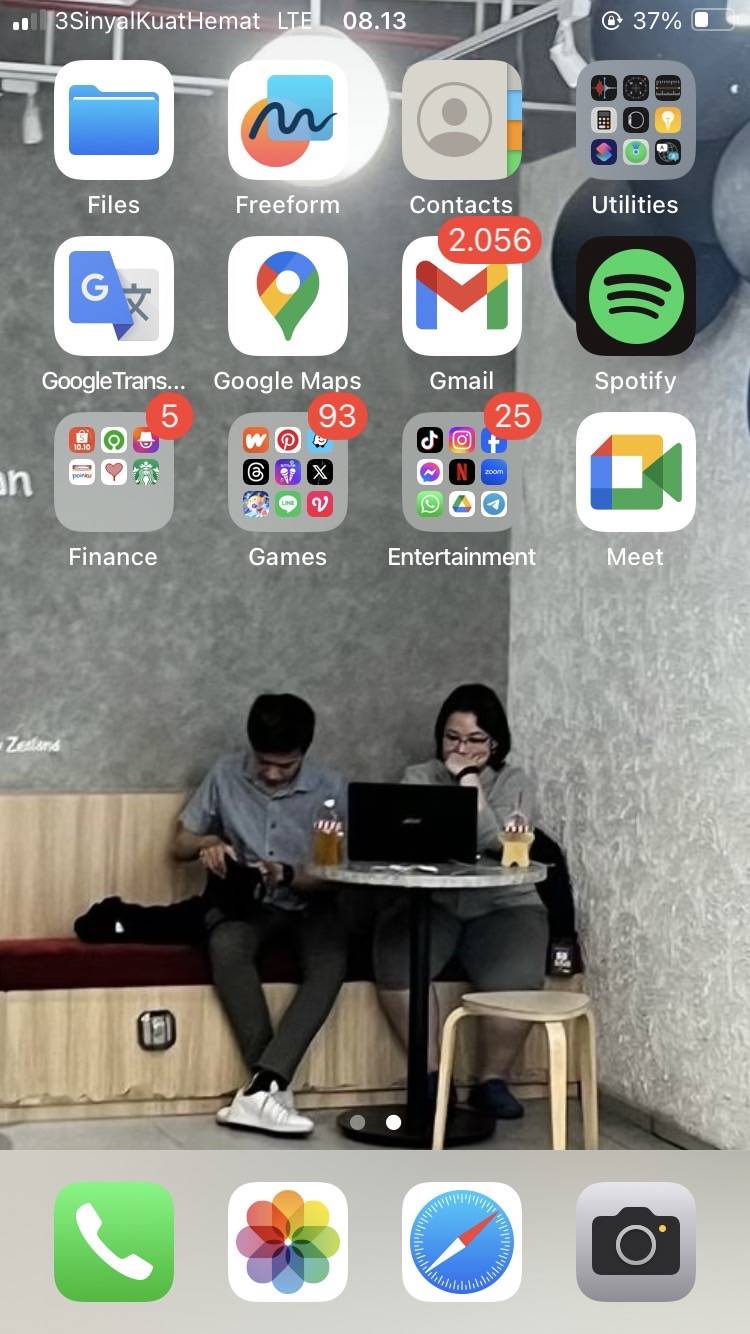 3SinyalKuatHemat LTE 08.13 37%
Files Freeform Contacts Utilities
2.056
GoogleTrans... Google Maps Gmail Spotify
5 93 25
Finance Games Entertainment Meet
an
Zealand
acer